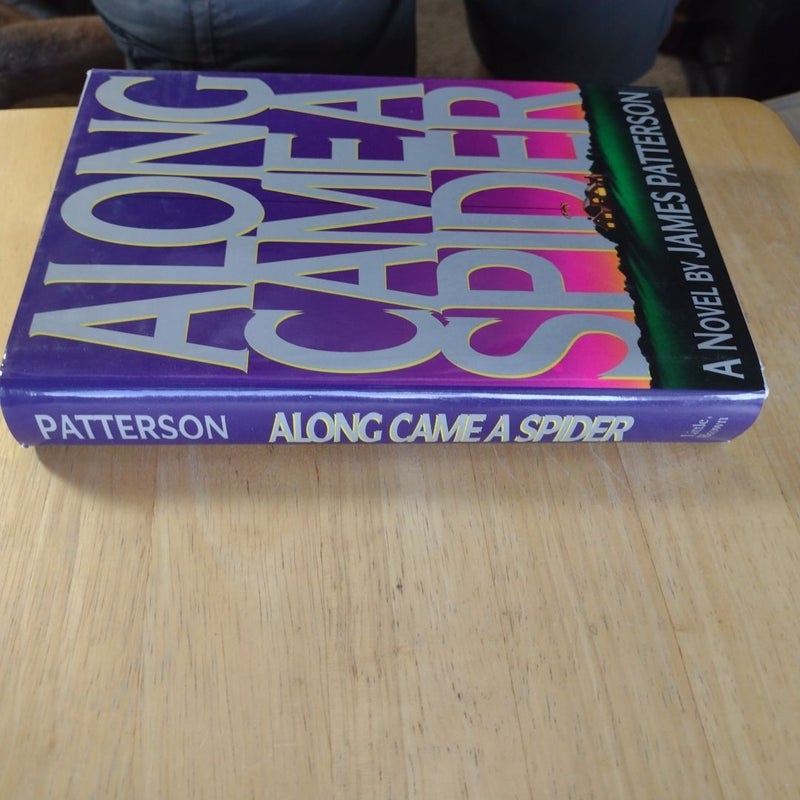 ALONG
CAME A
SPIDER
A NOVEL BY JAMES PATTERSON
PATTERSON ALONG CAME A SPIDER Little,
Brown